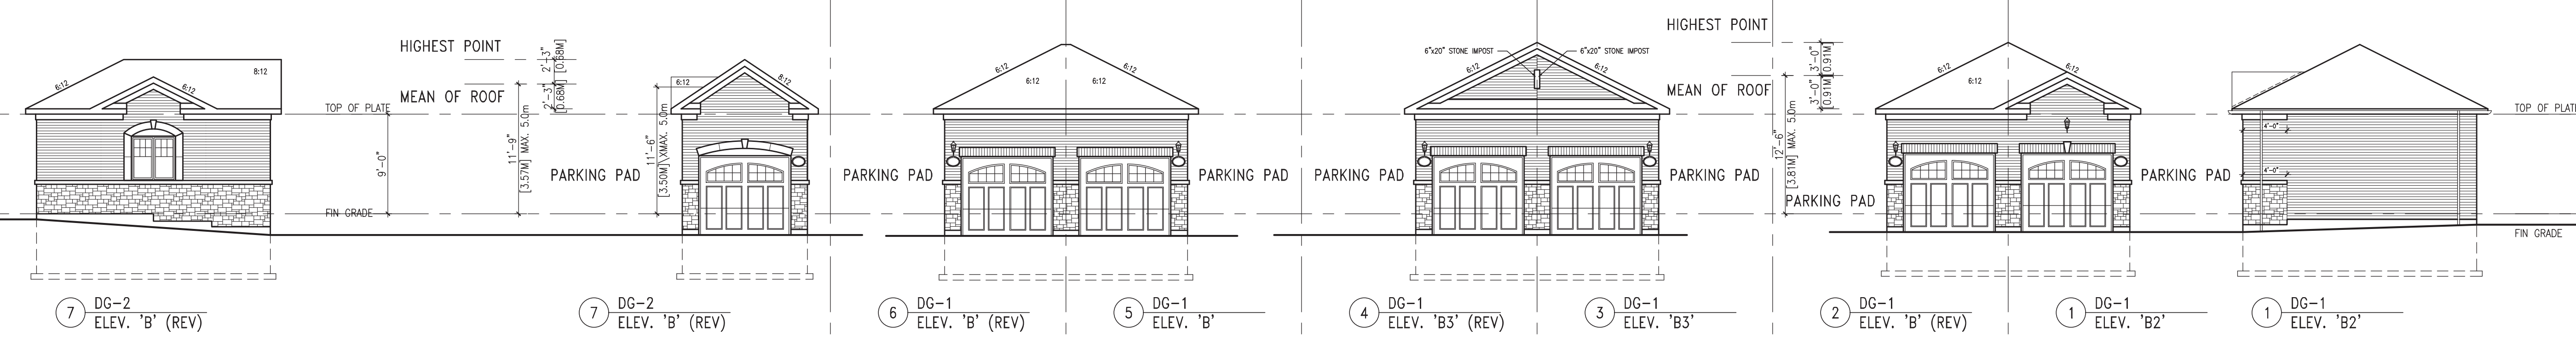 6:12
8:12
6:12
HIGHEST POINT
MEAN OF ROOF
TOP OF PLATE
FIN GRADE
9'-0"
11'-9"
[3.57M] MAX. 5.0m
2'-3"
[0.68M]
2'-3"
[0.68M]
PARKING PAD
11'-6"
[3.50M]\XMAX. 5.0m
6:12
8:12
PARKING PAD
6:12
6:12
6:12
6:12
PARKING PAD
PARKING PAD
6"x20" STONE IMPOST
6"x20" STONE IMPOST
6:12
6:12
PARKING PAD
HIGHEST POINT
MEAN OF ROOF
12'-6"
[3.81M] MAX. 5.0m
3'-0"
[0.91M]
3'-0"
[0.91M]
PARKING PAD
6:12
6:12
6:12
PARKING PAD
4'-0"
4'-0"
TOP OF PLATE
FIN GRADE
7
DG-2
ELEV. 'B' (REV)
7
DG-2
ELEV. 'B' (REV)
6
DG-1
ELEV. 'B' (REV)
5
DG-1
ELEV. 'B'
4
DG-1
ELEV. 'B3' (REV)
3
DG-1
ELEV. 'B3'
2
DG-1
ELEV. 'B' (REV)
1
DG-1
ELEV. 'B2'
1
DG-1
ELEV. 'B2'